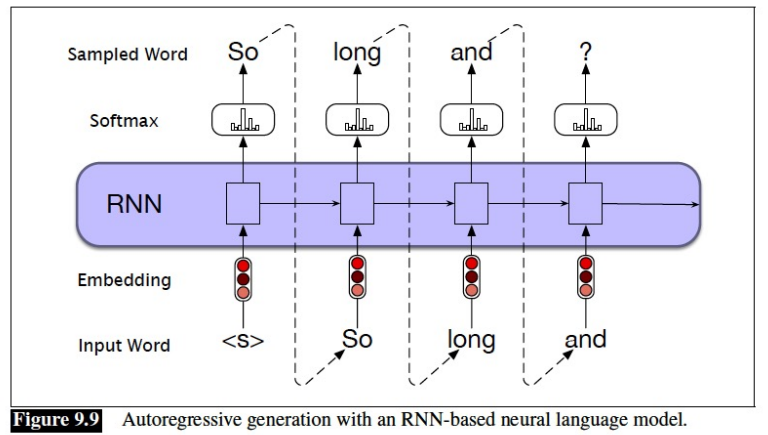 Sampled Word So long and ?
Softmax
RNN
Embedding
Input Word <s> So long and
Figure 9.9 Autoregressive generation with an RNN-based neural language model.